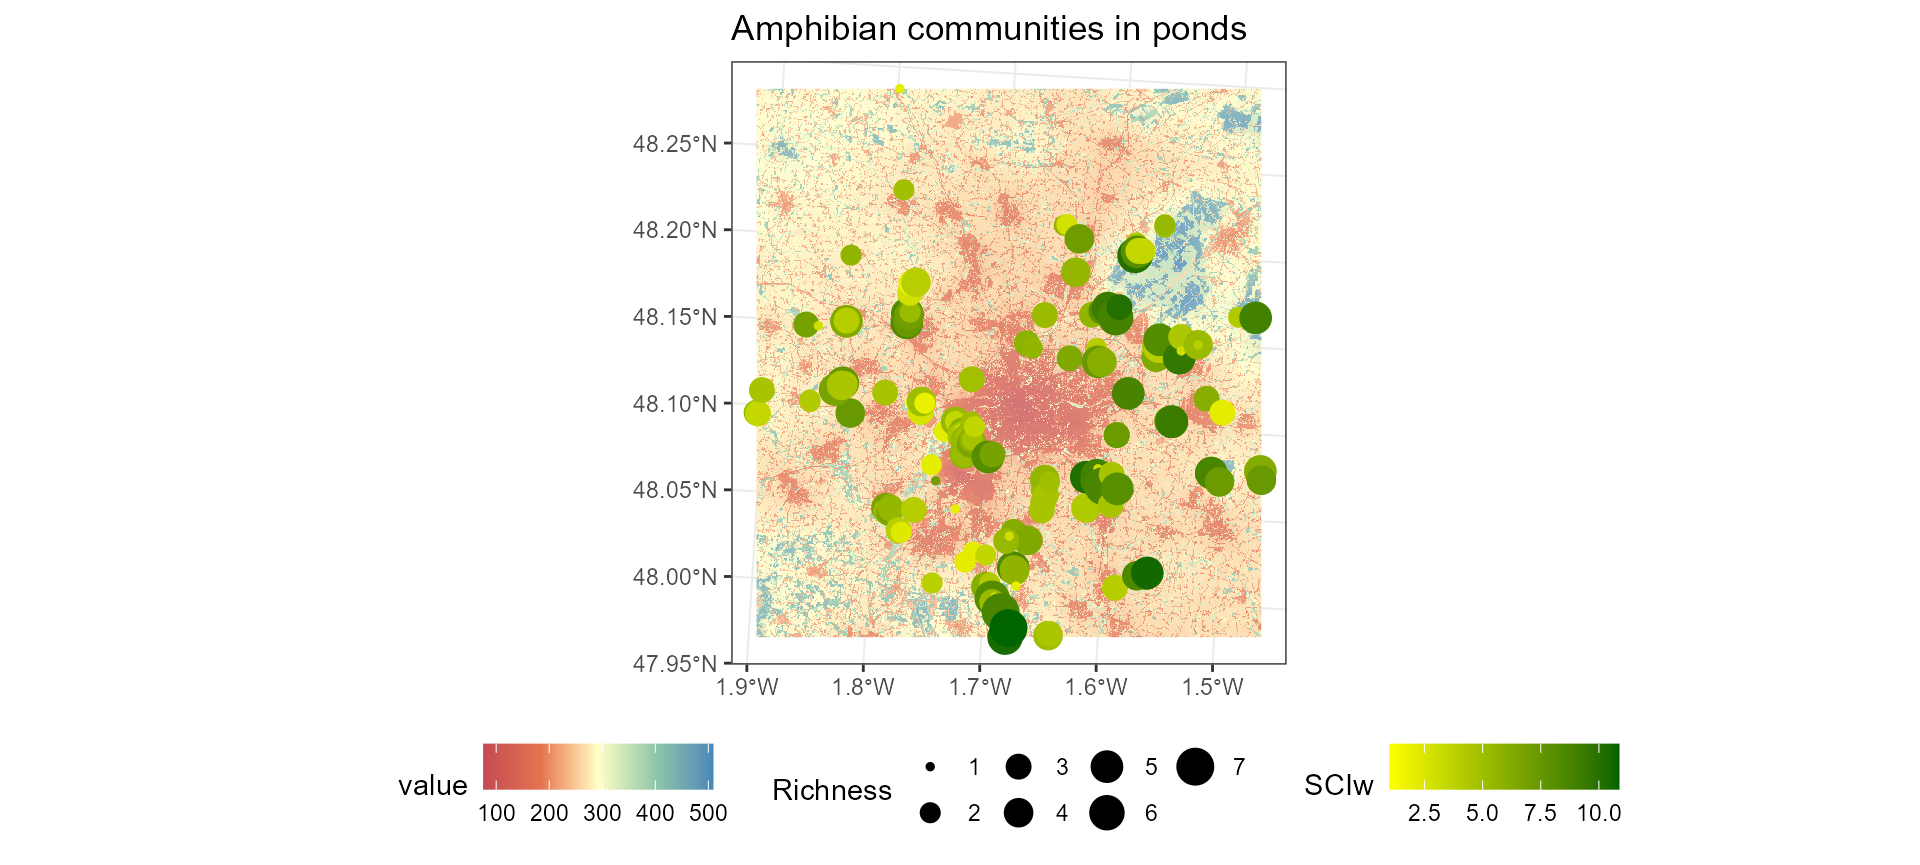 Amphibian communities in ponds
48.25°N
48.20°N
48.15°N
48.10°N
48.05°N
48.00°N
47.95°N
1.9°W 1.8°W 1.7°W 1.6°W 1.5°W
value
100 200 300 400 500
Richness
1 3 5 7
2 4 6
SCIw
2.5 5.0 7.5 10.0